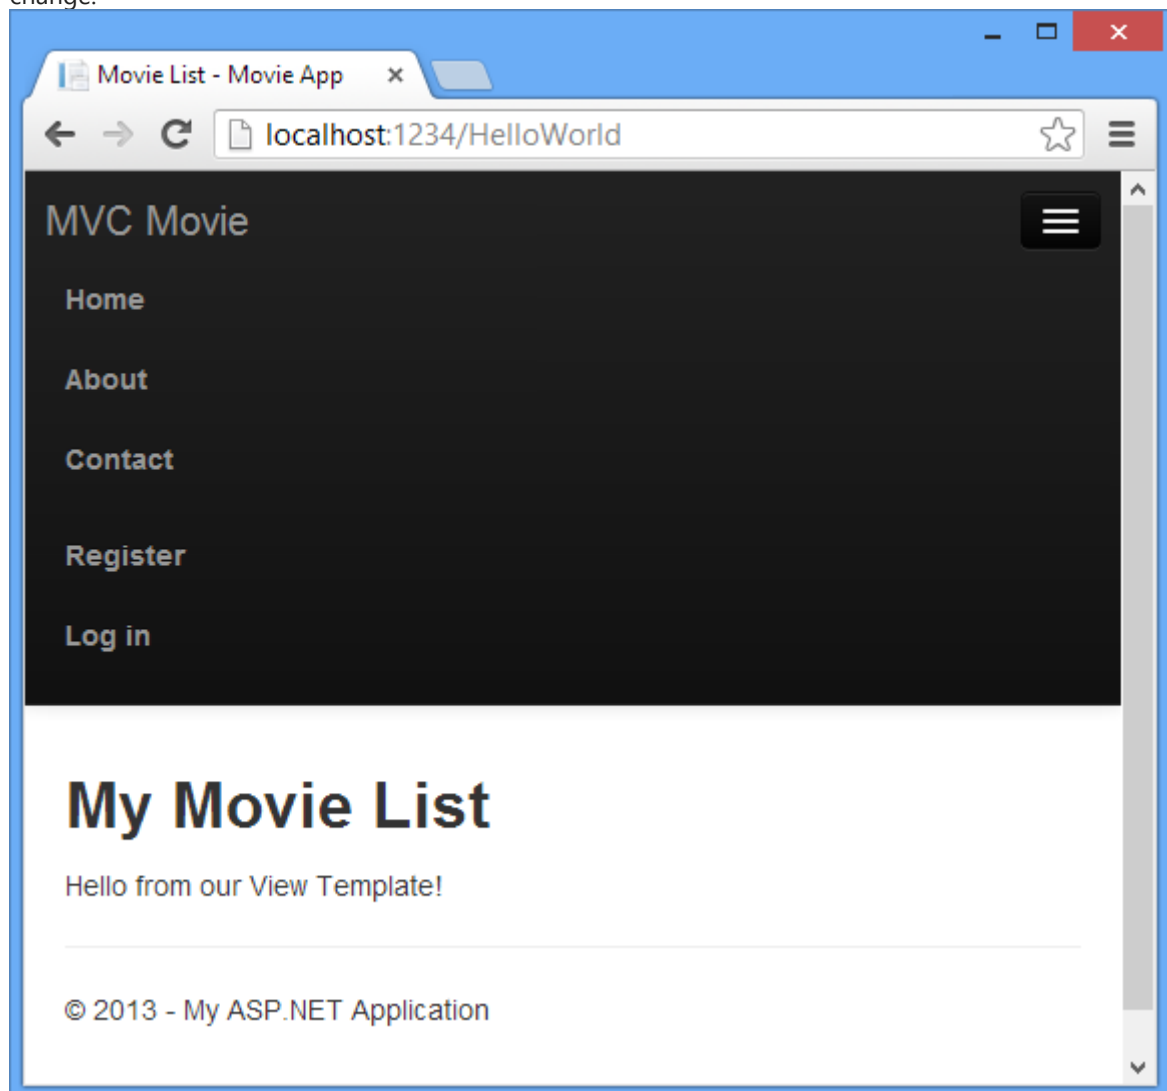 change.
Movie List - Movie App
localhost:1234/HelloWorld
MVC Movie
Home
About
Contact
Register
Log in
My Movie List
Hello from our View Template!
© 2013 - My ASP.NET Application